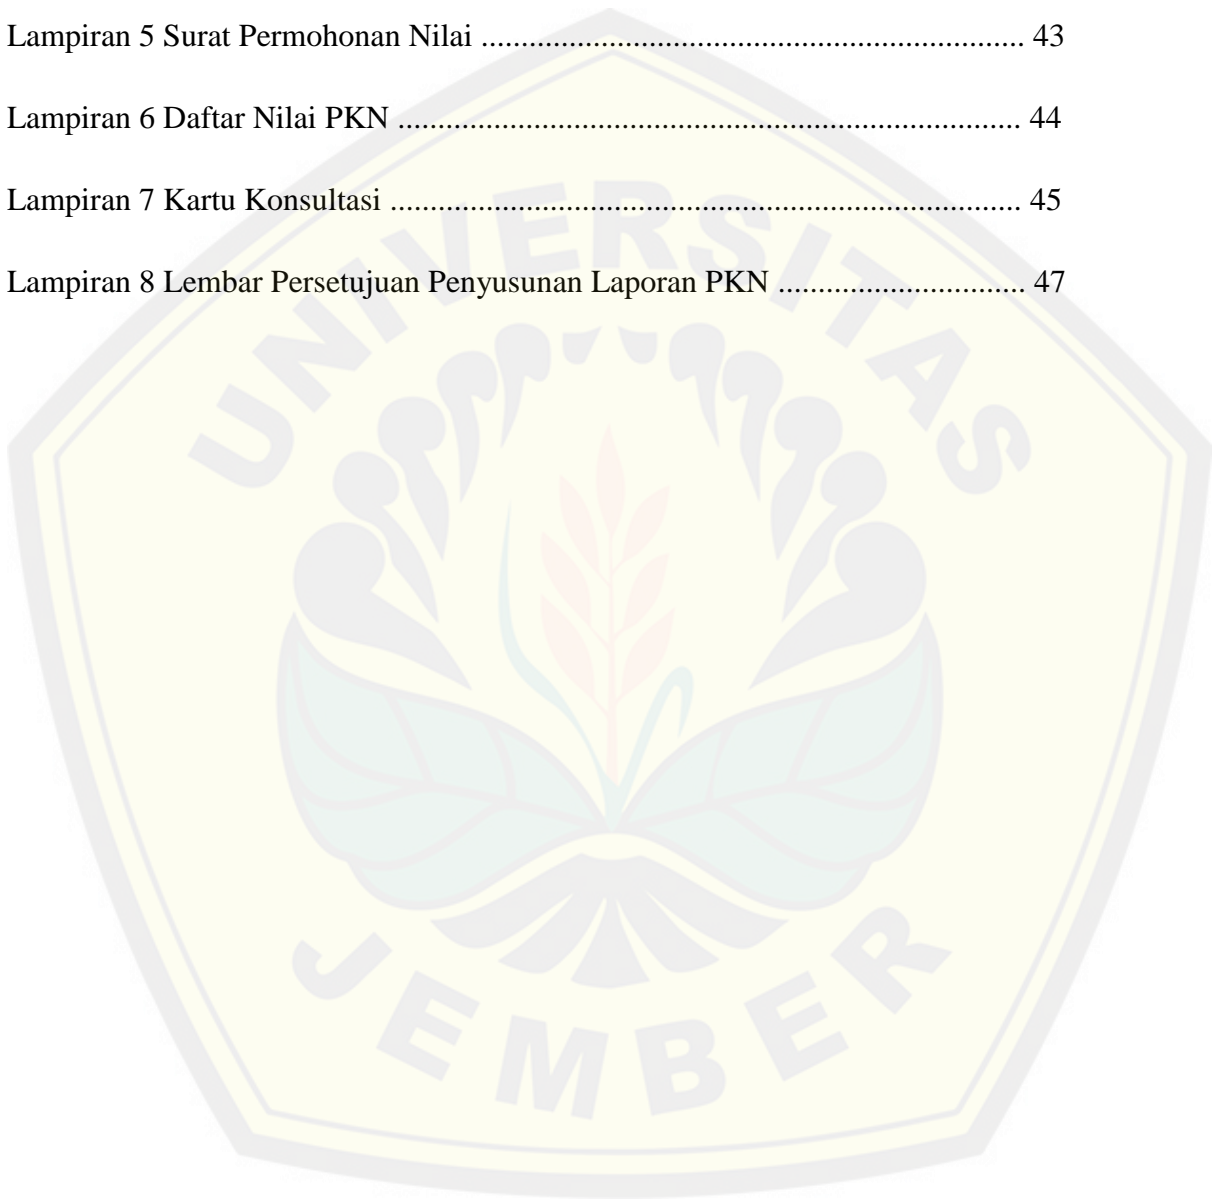 Lampiran 5 Surat Permohonan Nilai .................................................................... 43
Lampiran 6 Daftar Nilai PKN .............................................................................. 44
Lampiran 7 Kartu Konsultasi ............................................................................... 45
Lampiran 8 Lembar Persetujuan Penyusunan Laporan PKN ............................... 47
UNIVERSITAS
JEMBER